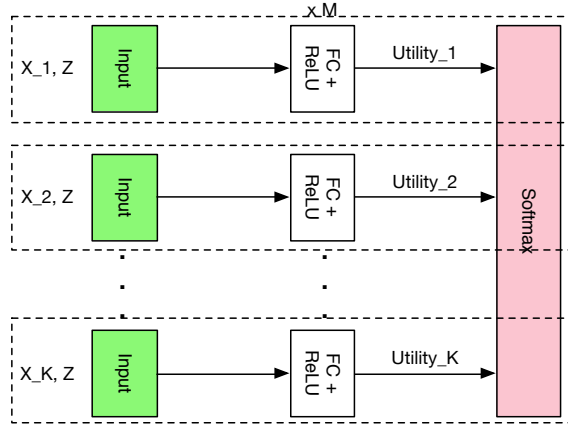 x M
X_1, Z
Input
FC +
ReLU
Utility_1
X_2, Z
Input
FC +
ReLU
Utility_2
Softmax
X_K, Z
Input
FC +
ReLU
Utility_K